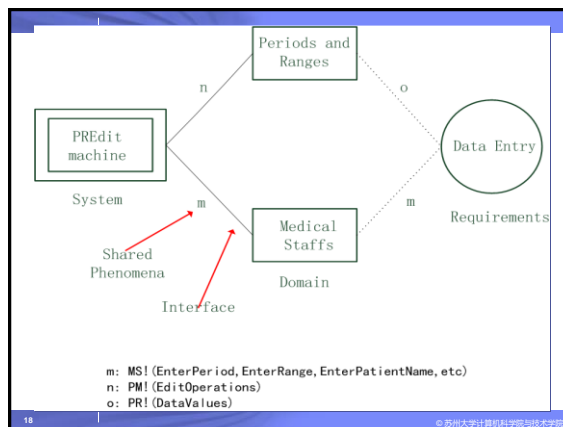 Periods and
Ranges
n
o
PREdit
machine
Data Entry
System
m
Medical
Staffs
m
Requirements
Shared
Phenomena
Domain
Interface
m: MS!(EnterPeriod,EnterRange,EnterPatientName,etc)
n: PM!(EditOperations)
o: PR!(DataValues)
18
©苏州大学计算机科学院与技术学院